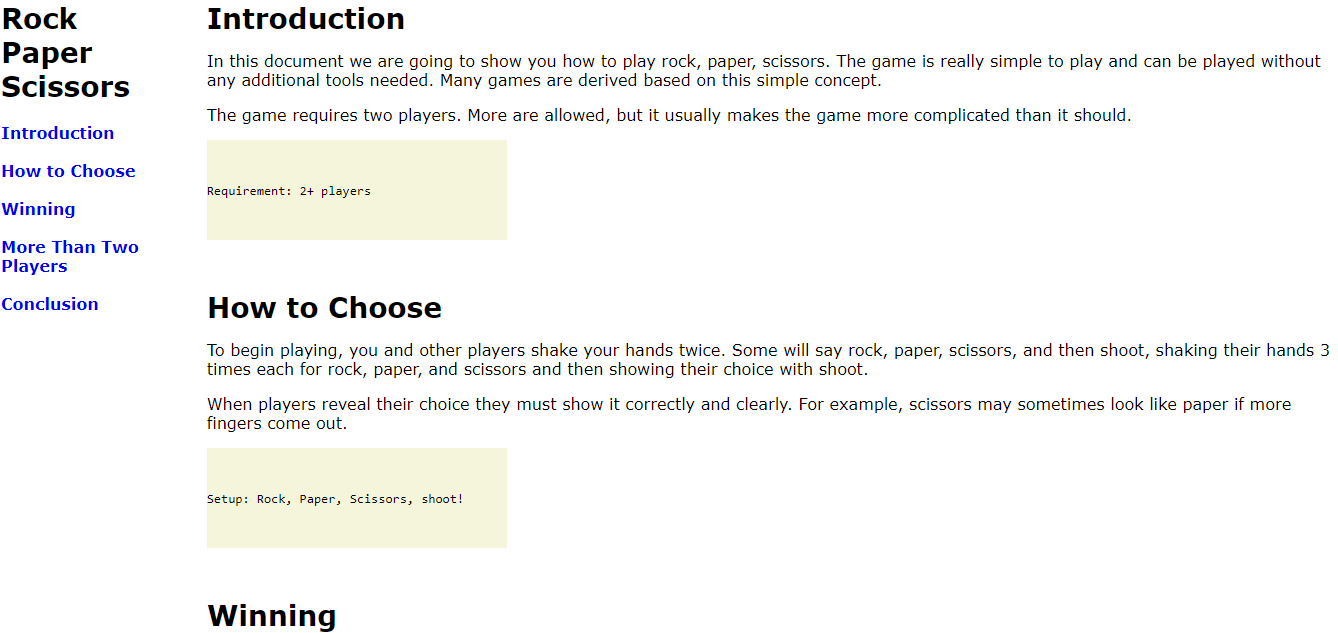 Rock
Paper
Scissors
Introduction
How to Choose
Winning
More Than Two
Players
Conclusion
Introduction
In this document we are going to show you how to play rock, paper, scissors. The game is really simple to play and can be played without
any additional tools needed. Many games are derived based on this simple concept.
The game requires two players. More are allowed, but it usually makes the game more complicated than it should.
Requirement: 2+ players
How to Choose
To begin playing, you and other players shake your hands twice. Some will say rock, paper, scissors, and then shoot, shaking their hands 3
times each for rock, paper, and scissors and then showing their choice with shoot.
When players reveal their choice they must show it correctly and clearly. For example, scissors may sometimes look like paper if more
fingers come out.
Setup: Rock, Paper, Scissors, shoot!
Winning